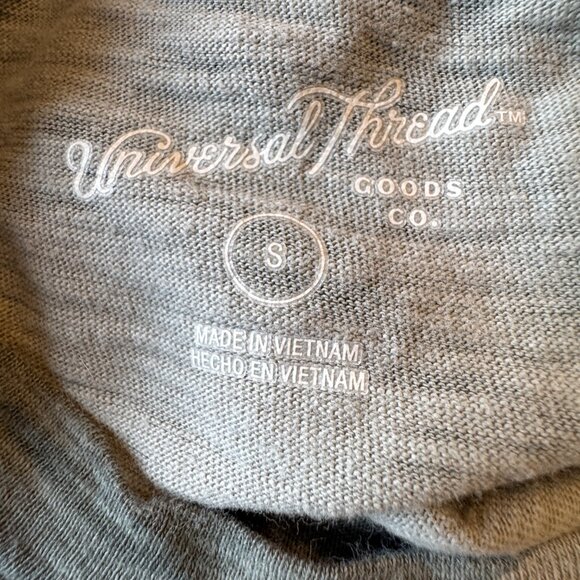 Universal Thread™
GOODS
CO.
S
MADE IN VIETNAM
HECHO EN VIETNAM